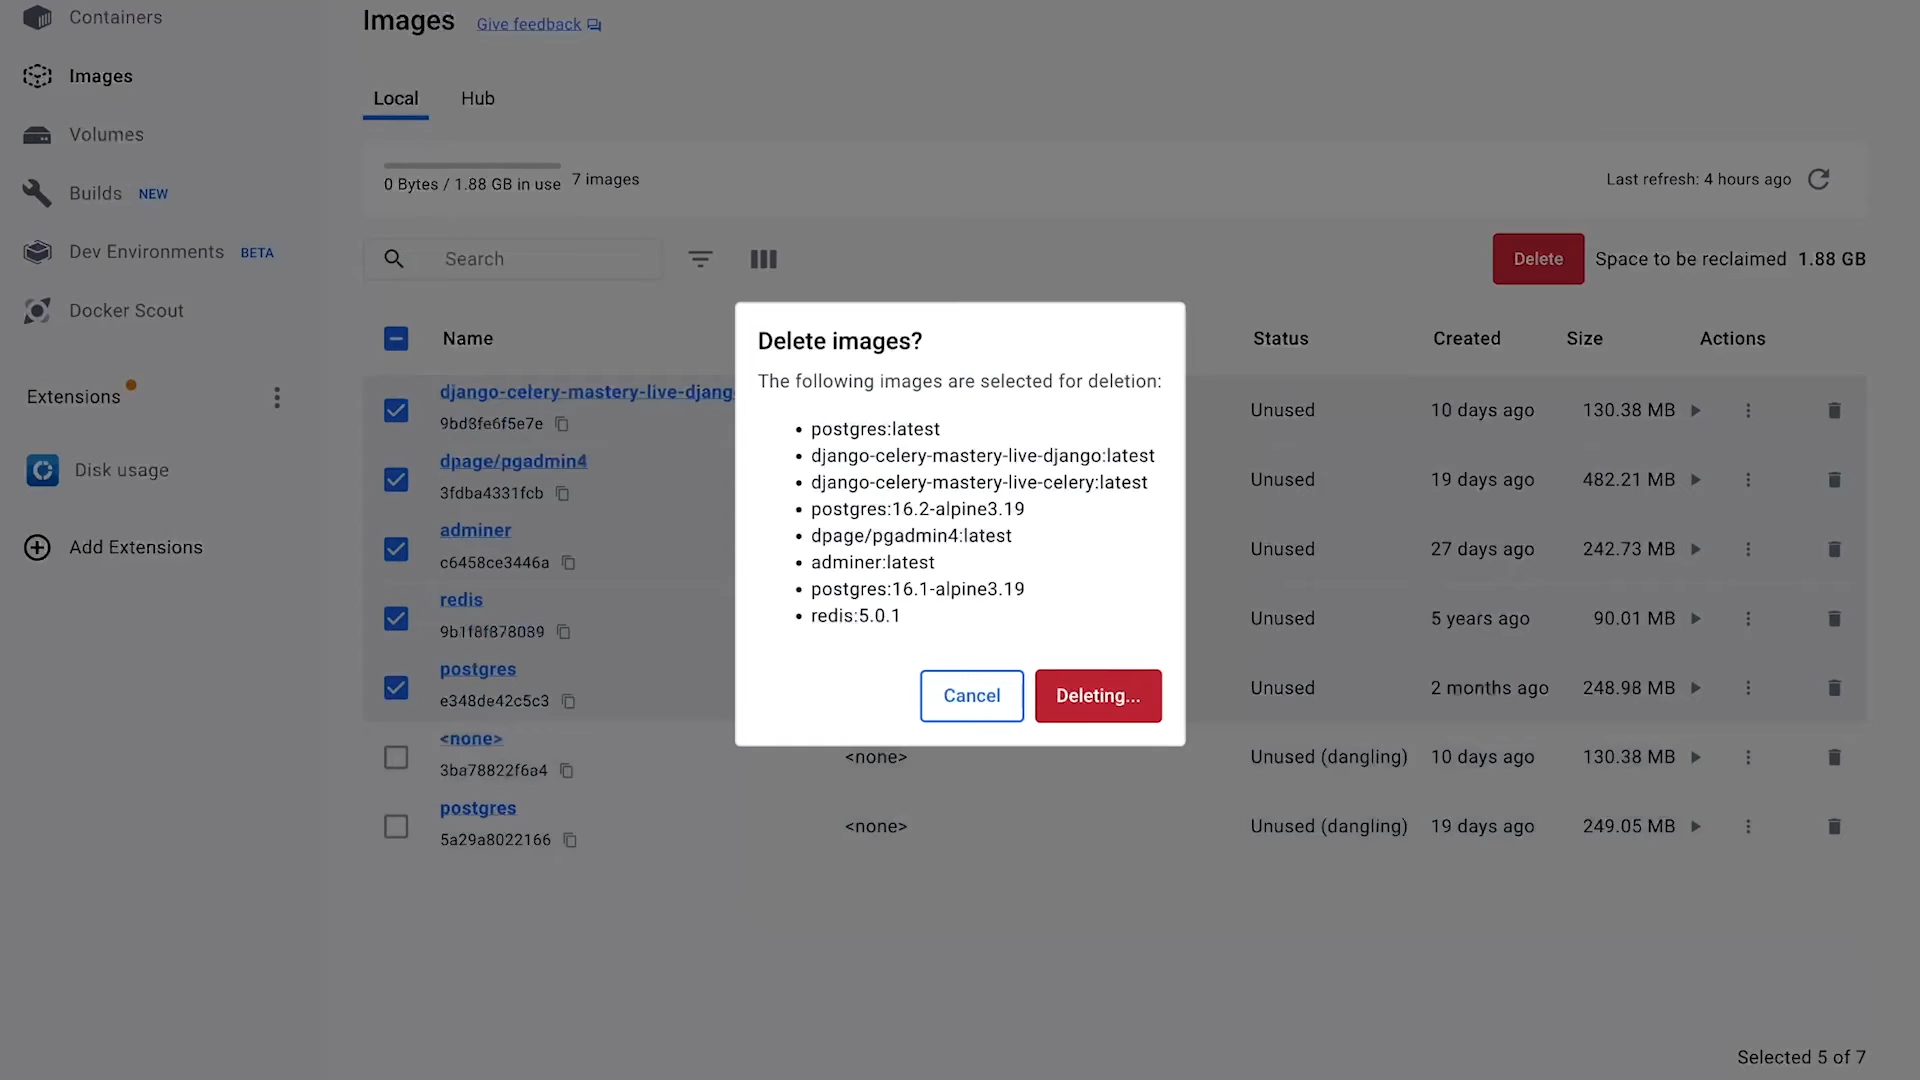 Containers
Images
Volumes
Builds NEW
Dev Environments BETA
Docker Scout
Extensions
Disk usage
Add Extensions
Images Give feedback
Local Hub
0 Bytes / 1.88 GB in use 7 images
Last refresh: 4 hours ago
Search
Delete Space to be reclaimed 1.88 GB
Name Status Created Size Actions
django-celery-mastery-live-djang
9bd3fe6f5e7e
Unused 10 days ago 130.38 MB
dpage/pgadmin4
3fdba4331fcb
Unused 19 days ago 482.21 MB
adminer
c6458ce3446a
Unused 27 days ago 242.73 MB
redis
9b1f8f878089
Unused 5 years ago 90.01 MB
postgres
e348de42c5c3
Unused 2 months ago 248.98 MB
<none>
3ba78822f6a4
<none> Unused (dangling) 10 days ago 130.38 MB
postgres
5a29a8022166
<none> Unused (dangling) 19 days ago 249.05 MB
Delete images?
The following images are selected for deletion:
• postgres:latest
• django-celery-mastery-live-django:latest
• django-celery-mastery-live-celery:latest
• postgres:16.2-alpine3.19
• dpage/pgadmin4:latest
• adminer:latest
• postgres:16.1-alpine3.19
• redis:5.0.1
Cancel Deleting...
Selected 5 of 7